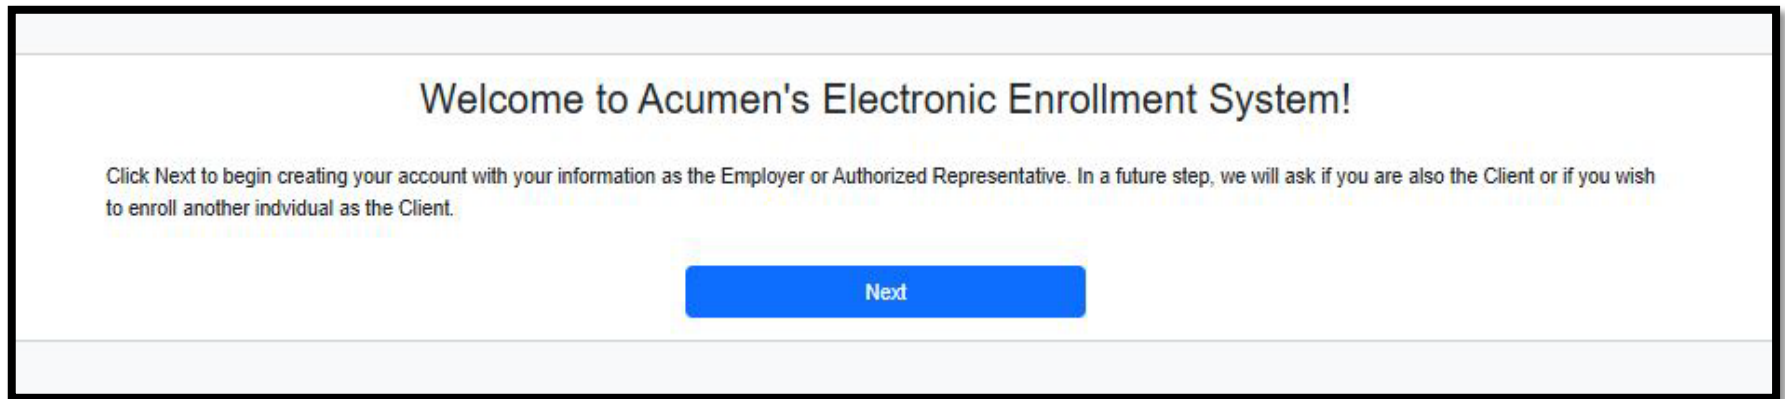 Welcome to Acumen's Electronic Enrollment System!
Click Next to begin creating your account with your information as the Employer or Authorized Representative. In a future step, we will ask if you are also the Client or if you wish
to enroll another indvidual as the Client.
Next